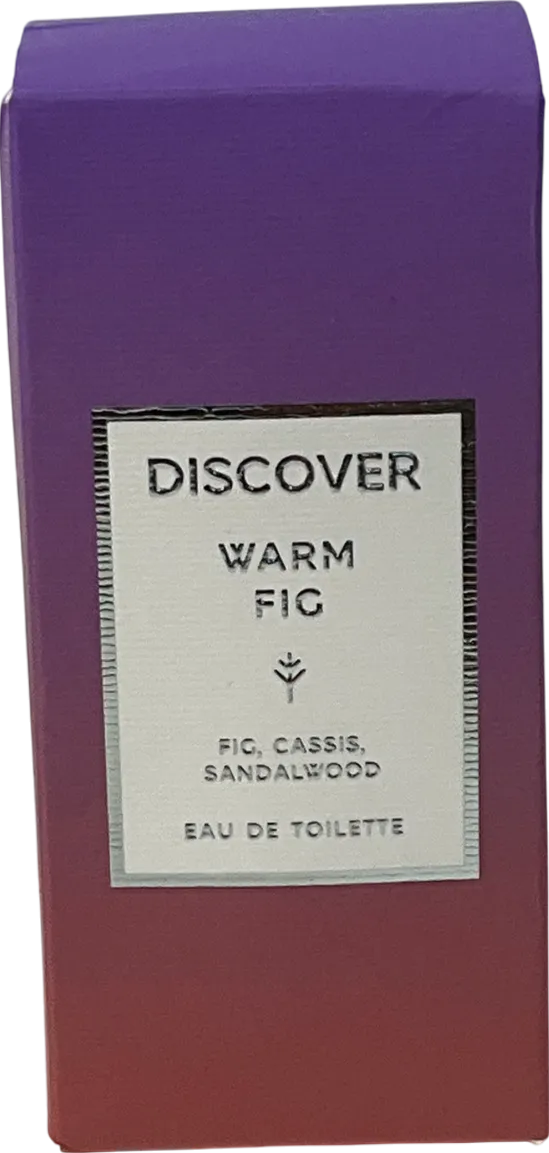 DISCOVER
WARM
FIG
FIG, CASSIS,
SANDALWOOD
EAU DE TOILETTE